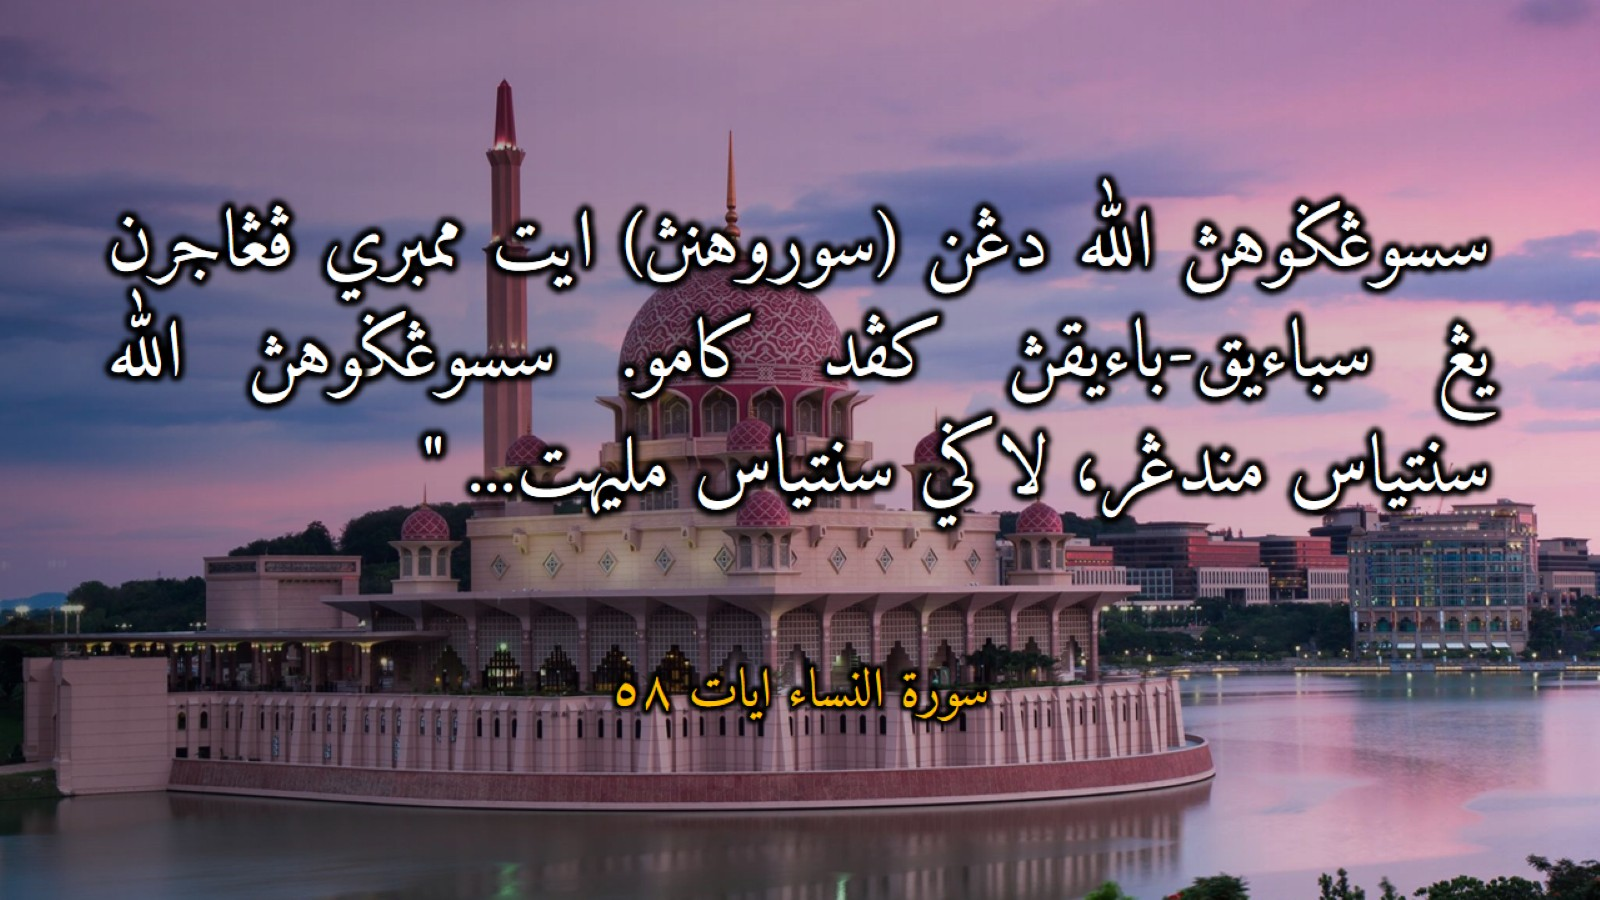 سسوڠݢوهڽ الله دڠن (سوروهنڽ) ايت ممبري ڤڠاجرن
يڠ سباءيق-باءيقڽ كڤد كامو. سسوڠݢوهڽ الله
سنتياس مندڠر، لاݢي سنتياس مليهت... "
سورة النساء ايات ٥٨